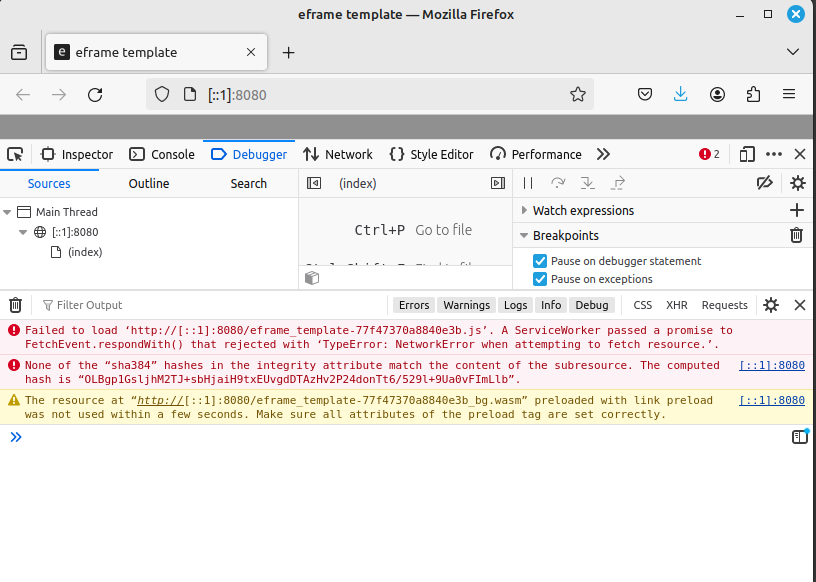 eframe template — Mozilla Firefox
e eframe template
[::1]:8080
Inspector Console Debugger Network Style Editor Performance 2
Sources Outline Search (index)
Main Thread
[::1]:8080
(index)
Ctrl+P Go to file
Watch expressions
Breakpoints
Pause on debugger statement
Pause on exceptions
Filter Output Errors Warnings Logs Info Debug CSS XHR Requests
Failed to load ‘http://[::1]:8080/eframe_template-77f47370a8840e3b.js’. A ServiceWorker passed a promise to
FetchEvent.respondWith() that rejected with ‘TypeError: NetworkError when attempting to fetch resource.’.
None of the “sha384” hashes in the integrity attribute match the content of the subresource. The computed [::1]:8080
hash is “OLBgp1GsljhM2TJ+sbHjaiH9txEUvgdDTAzHv2P24donTt6/529l+9Ua0vFImLlb”.
The resource at “http://[::1]:8080/eframe_template-77f47370a8840e3b_bg.wasm” preloaded with link preload [::1]:8080
was not used within a few seconds. Make sure all attributes of the preload tag are set correctly.